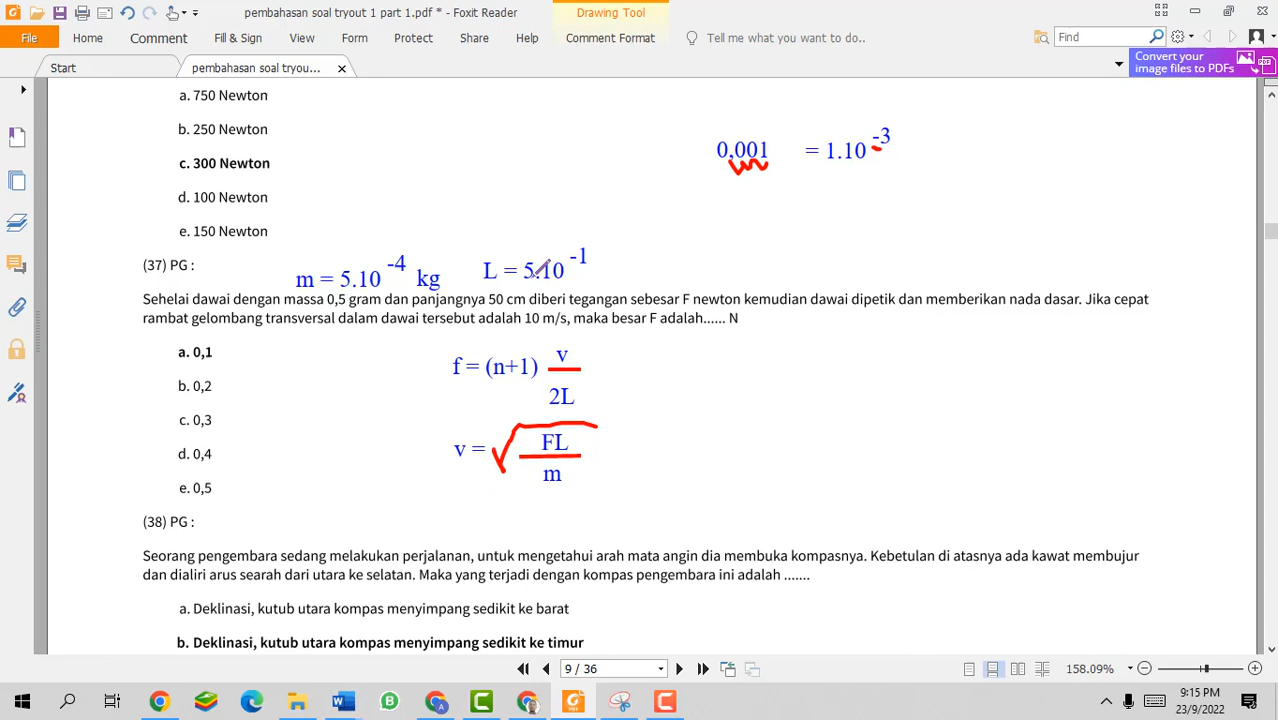 pembahasan soal tryout 1 part 1.pdf * - Foxit Reader
Drawing Tool
File Home Comment Fill & Sign View Form Protect Share Help Comment Format Tell me what you want to do.. Find
Start pembahasan soal tryou... Convert your image files to PDFs
a. 750 Newton
b. 250 Newton
0,001 = 1.10 -3
c. 300 Newton
d. 100 Newton
e. 150 Newton
(37) PG :
m = 5.10 -4 kg L = 5.10 -1
Sehelai dawai dengan massa 0,5 gram dan panjangnya 50 cm diberi tegangan sebesar F newton kemudian dawai dipetik dan memberikan nada dasar. Jika cepat
rambat gelombang transversal dalam dawai tersebut adalah 10 m/s, maka besar F adalah...... N
a. 0,1
f = (n+1) v
2L
b. 0,2
c. 0,3
v = √ FL
m
d. 0,4
e. 0,5
(38) PG :
Seorang pengembara sedang melakukan perjalanan, untuk mengetahui arah mata angin dia membuka kompasnya. Kebetulan di atasnya ada kawat membujur
dan dialiri arus searah dari utara ke selatan. Maka yang terjadi dengan kompas pengembara ini adalah .......
a. Deklinasi, kutub utara kompas menyimpang sedikit ke barat
b. Deklinasi, kutub utara kompas menyimpang sedikit ke timur
9 / 36 158.09%
9:15 PM
23/9/2022